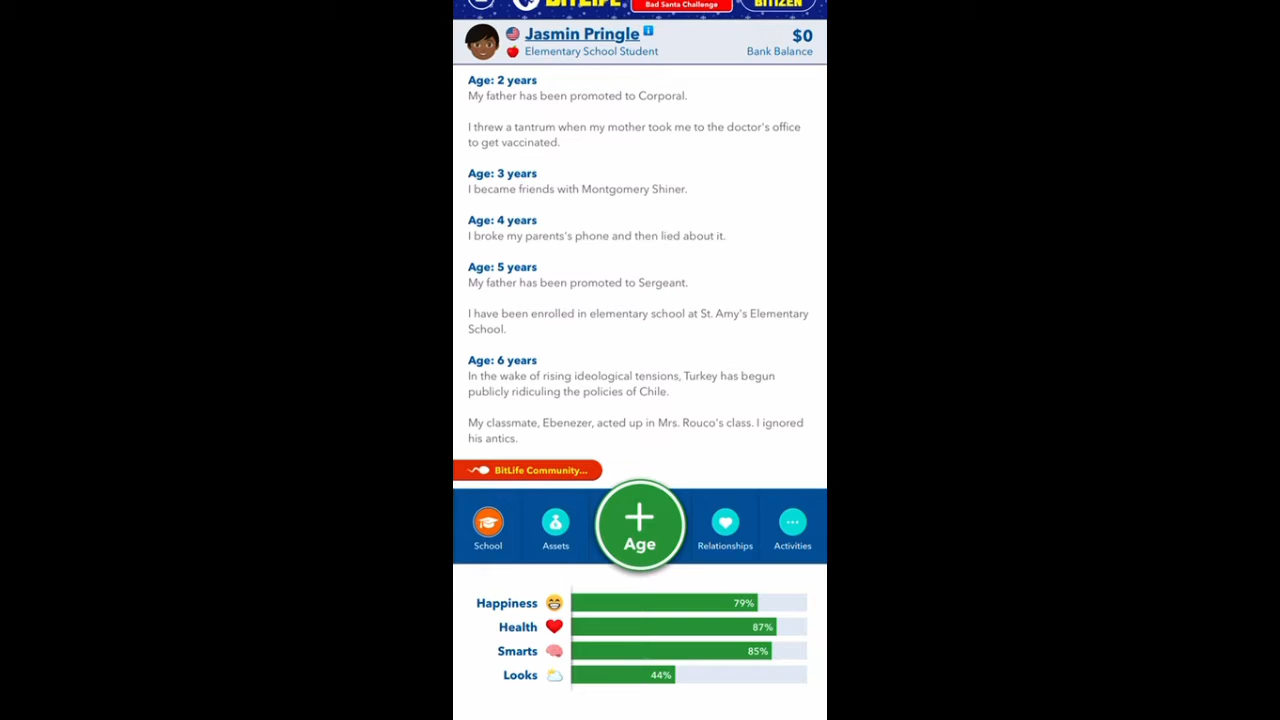 BITLIFE
Bad Santa Challenge
BITIZEN
Jasmin Pringle
$0
Elementary School Student
Bank Balance
Age: 2 years
My father has been promoted to Corporal.
I threw a tantrum when my mother took me to the doctor's office
to get vaccinated.
Age: 3 years
I became friends with Montgomery Shiner.
Age: 4 years
I broke my parents's phone and then lied about it.
Age: 5 years
My father has been promoted to Sergeant.
I have been enrolled in elementary school at St. Amy's Elementary
School.
Age: 6 years
In the wake of rising ideological tensions, Turkey has begun
publicly ridiculing the policies of Chile.
My classmate, Ebenezer, acted up in Mrs. Rouco's class. I ignored
his antics.
BitLife Community...
School
Assets
Age
Relationships
Activities
Happiness
79%
Health
87%
Smarts
85%
Looks
44%